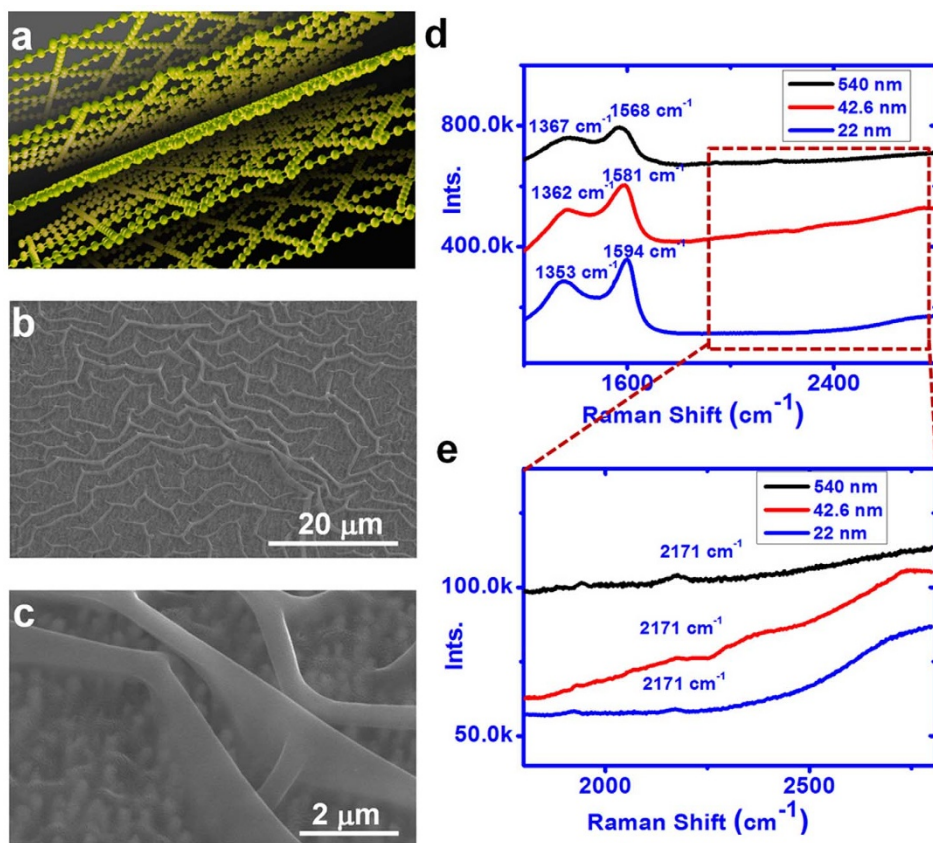 a
b
20 μm
c
2 μm
d
540 nm
42.6 nm
22 nm
800.0k
400.0k
Ints.
1367 cm⁻¹
1568 cm⁻¹
1362 cm⁻¹
1581 cm⁻¹
1353 cm⁻¹
1594 cm⁻¹
1600
2400
Raman Shift (cm⁻¹)
e
540 nm
42.6 nm
22 nm
100.0k
50.0k
Ints.
2171 cm⁻¹
2171 cm⁻¹
2171 cm⁻¹
2000
2500
Raman Shift (cm⁻¹)